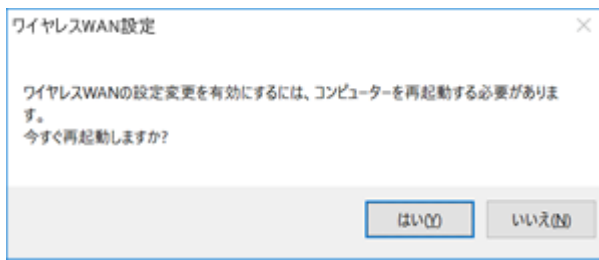 ワイヤレスWAN設定
ワイヤレスWANの設定変更を有効にするには、コンピューターを再起動する必要がありま
す。
今すぐ再起動しますか?
はい(Y) いいえ(N)